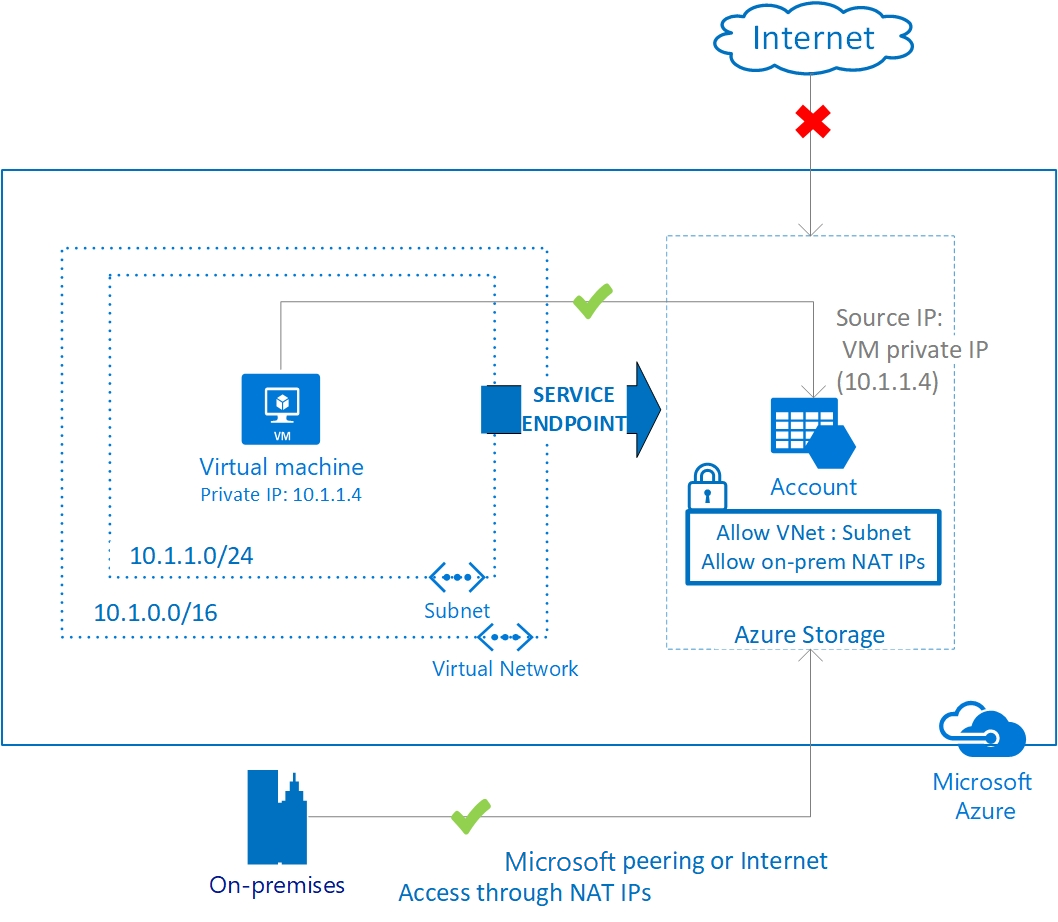 Internet
Source IP:
VM private IP
(10.1.1.4)
SERVICE
ENDPOINT
VM
Virtual machine
Private IP: 10.1.1.4
Account
Allow VNet : Subnet
Allow on-prem NAT IPs
10.1.1.0/24
Subnet
10.1.0.0/16
Virtual Network
Azure Storage
Microsoft
Azure
On-premises
Microsoft peering or Internet
Access through NAT IPs